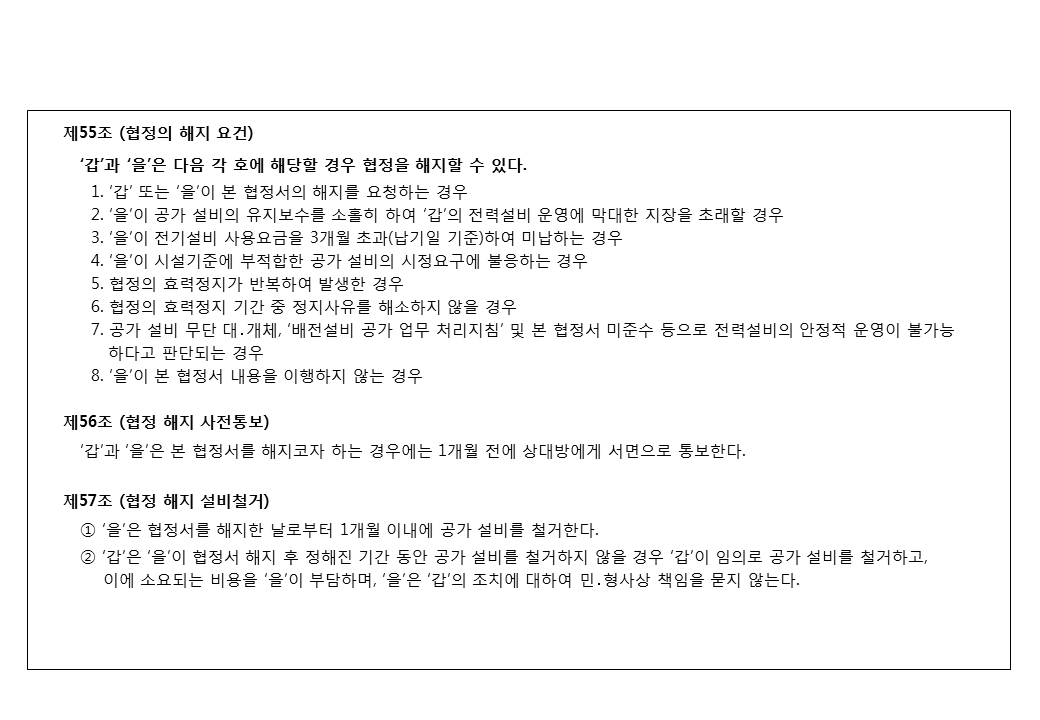 제55조 (협정의 해지 요건)
‘갑’과 ‘을’은 다음 각 호에 해당할 경우 협정을 해지할 수 있다.
1. ‘갑’ 또는 ‘을’이 본 협정서의 해지를 요청하는 경우
2. ‘을’이 공가 설비의 유지보수를 소홀히 하여 ‘갑’의 전력설비 운영에 막대한 지장을 초래할 경우
3. ‘을’이 전기설비 사용요금을 3개월 초과(납기일 기준)하여 미납하는 경우
4. ‘을’이 시설기준에 부적합한 공가 설비의 시정요구에 불응하는 경우
5. 협정의 효력정지가 반복하여 발생한 경우
6. 협정의 효력정지 기간 중 정지사유를 해소하지 않을 경우
7. 공가 설비 무단 대․개체, ‘배전설비 공가 업무 처리지침’ 및 본 협정서 미준수 등으로 전력설비의 안정적 운영이 불가능
하다고 판단되는 경우
8. ‘을’이 본 협정서 내용을 이행하지 않는 경우
제56조 (협정 해지 사전통보)
‘갑’과 ‘을’은 본 협정서를 해지코자 하는 경우에는 1개월 전에 상대방에게 서면으로 통보한다.
제57조 (협정 해지 설비철거)
① ‘을’은 협정서를 해지한 날로부터 1개월 이내에 공가 설비를 철거한다.
② ‘갑’은 ‘을’이 협정서 해지 후 정해진 기간 동안 공가 설비를 철거하지 않을 경우 ‘갑’이 임의로 공가 설비를 철거하고,
이에 소요되는 비용을 ‘을’이 부담하며, ‘을’은 ‘갑’의 조치에 대하여 민․형사상 책임을 묻지 않는다.